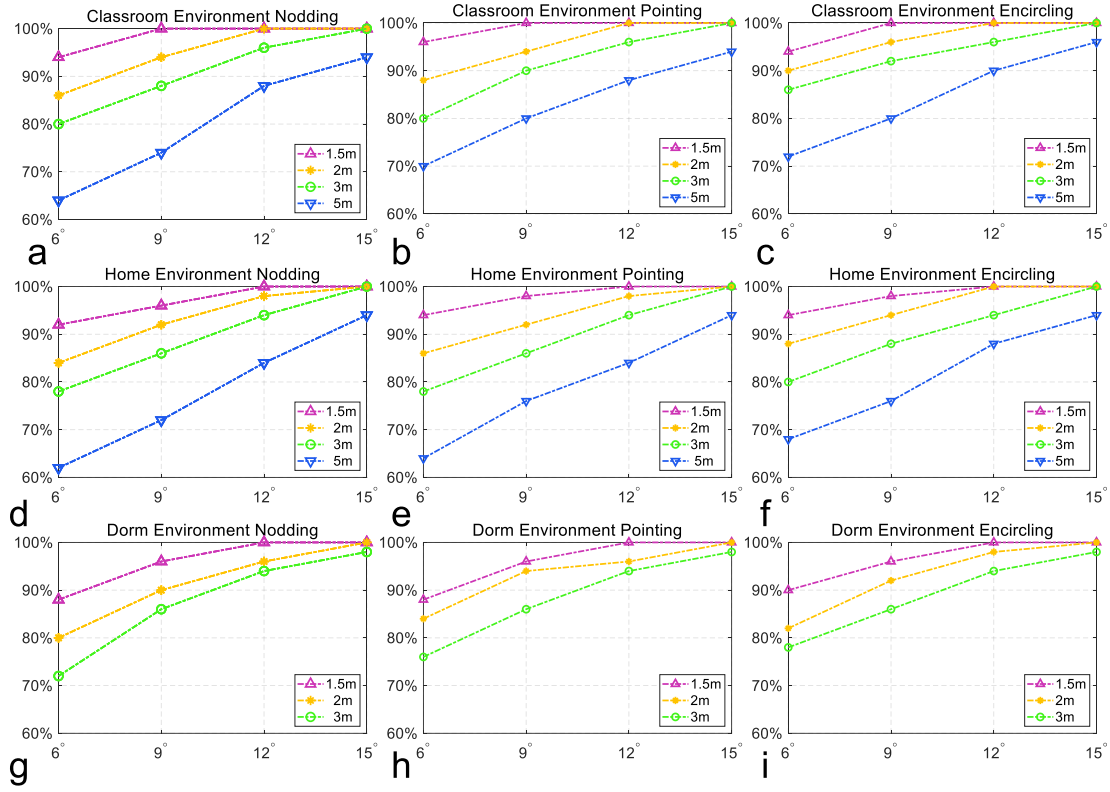 Classroom Environment Nodding
100%
90%
80%
70%
60%
6°
9°
12°
15°
1.5m
2m
3m
5m
a
Classroom Environment Pointing
100%
90%
80%
70%
60%
6°
9°
12°
15°
1.5m
2m
3m
5m
b
Classroom Environment Encircling
100%
90%
80%
70%
60%
6°
9°
12°
15°
1.5m
2m
3m
5m
c
Home Environment Nodding
100%
90%
80%
70%
60%
6°
9°
12°
15°
1.5m
2m
3m
5m
d
Home Environment Pointing
100%
90%
80%
70%
60%
6°
9°
12°
15°
1.5m
2m
3m
5m
e
Home Environment Encircling
100%
90%
80%
70%
60%
6°
9°
12°
15°
1.5m
2m
3m
5m
f
Dorm Environment Nodding
100%
90%
80%
70%
60%
6°
9°
12°
15°
1.5m
2m
3m
g
Dorm Environment Pointing
100%
90%
80%
70%
60%
6°
9°
12°
15°
1.5m
2m
3m
h
Dorm Environment Encircling
100%
90%
80%
70%
60%
6°
9°
12°
15°
1.5m
2m
3m
i